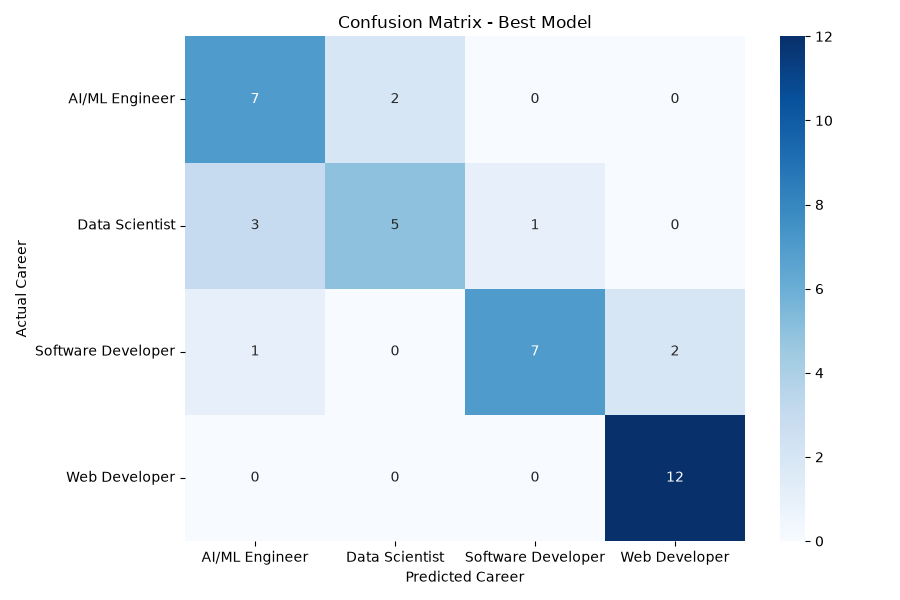 Confusion Matrix - Best Model
12
AI/ML Engineer 7 2 0 0
10
8
Data Scientist 3 5 1 0
6
Actual Career
Software Developer 1 0 7 2
4
2
Web Developer 0 0 0 12
0
AI/ML Engineer Data Scientist Software Developer Web Developer
Predicted Career